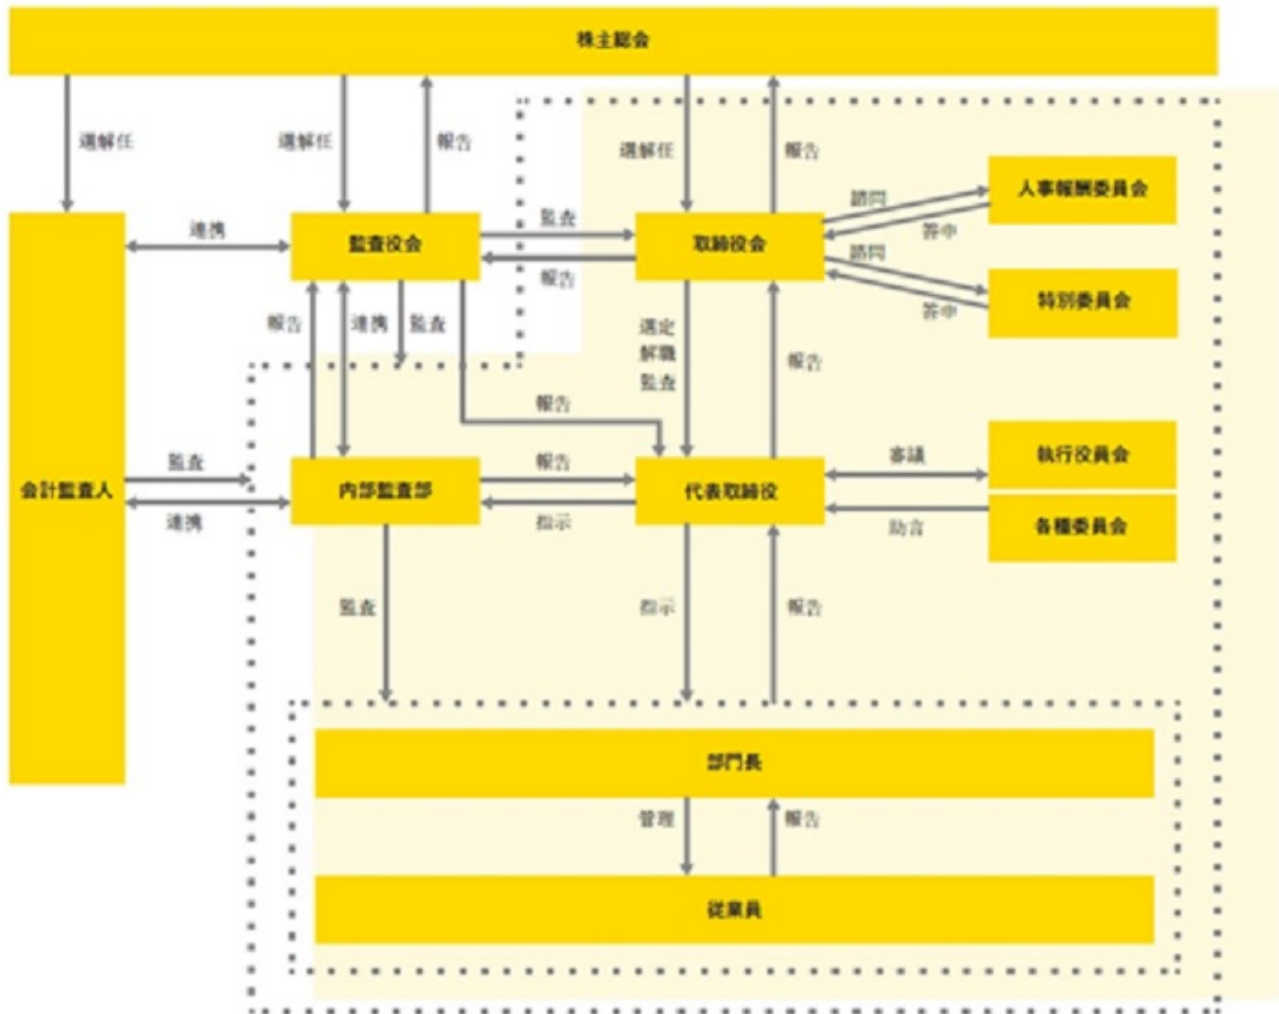 株主総会
選解任
選解任
報告
選解任
報告
人事報酬委員会
諮問
答申
連携
監査役会
監査
報告
取締役会
諮問
答申
特別委員会
報告
連携
監査
選定
解職
監査
報告
報告
会計監査人
監査
連携
内部監査部
報告
指示
代表取締役
審議
助言
執行役員会
各種委員会
監査
指示
報告
部門長
管理
報告
従業員